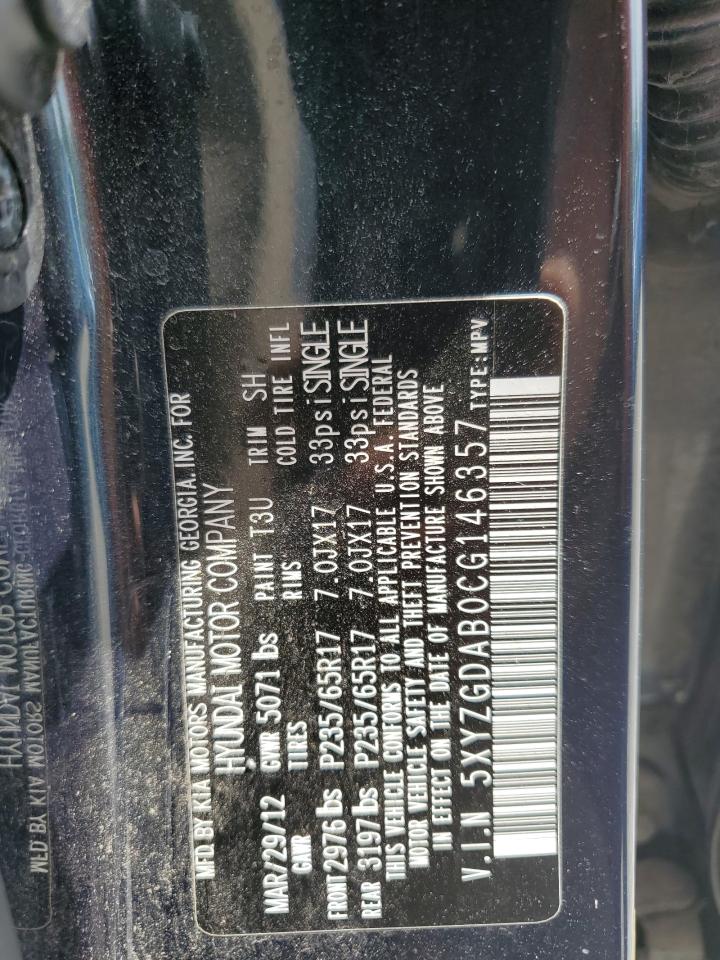 MFD BY KIA MOTORS MANUFACTURING GEORGIA. INC. FOR
HYUNDAI MOTOR COMPANY
MAR/29/12 GVWR 5071 lbs PAINT T3U TRIM SH
GAWR TIRES RIMS COLD TIRE INFL
FRONT 2976 lbs P235/65R17 7.0JX17 33psi SINGLE
REAR 3197 lbs P235/65R17 7.0JX17 33psi SINGLE
THIS VEHICLE CONFORMS TO ALL APPLICABLE U.S.A. FEDERAL
MOTOR VEHICLE SAFETY AND THEFT PREVENTION STANDARDS
IN EFFECT ON THE DATE OF MANUFACTURE SHOWN ABOVE
V.I.N 5XYZGDAB0CG146357 TYPE:MPV